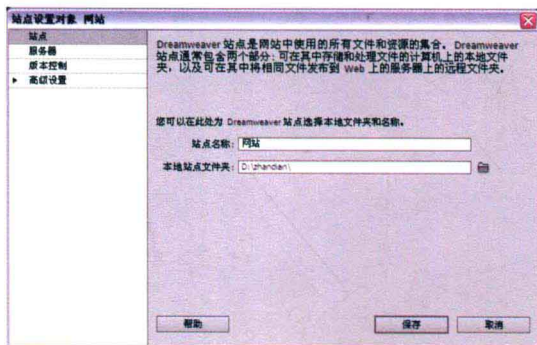 站点设置对象 网站
站点
服务器
版本控制
高级设置
Dreamweaver 站点是网站中使用的所有文件和资源的集合。Dreamweaver
站点通常包含两个部分：可在其中存储和处理文件的计算机上的本地文件
夹，以及可在其中将相同文件发布到 Web 上的服务器上的远程文件夹。
您可以在此处为 Dreamweaver 站点选择本地文件夹和名称。
站点名称： 网站
本地站点文件夹： D:\zhandian\
帮助 保存 取消